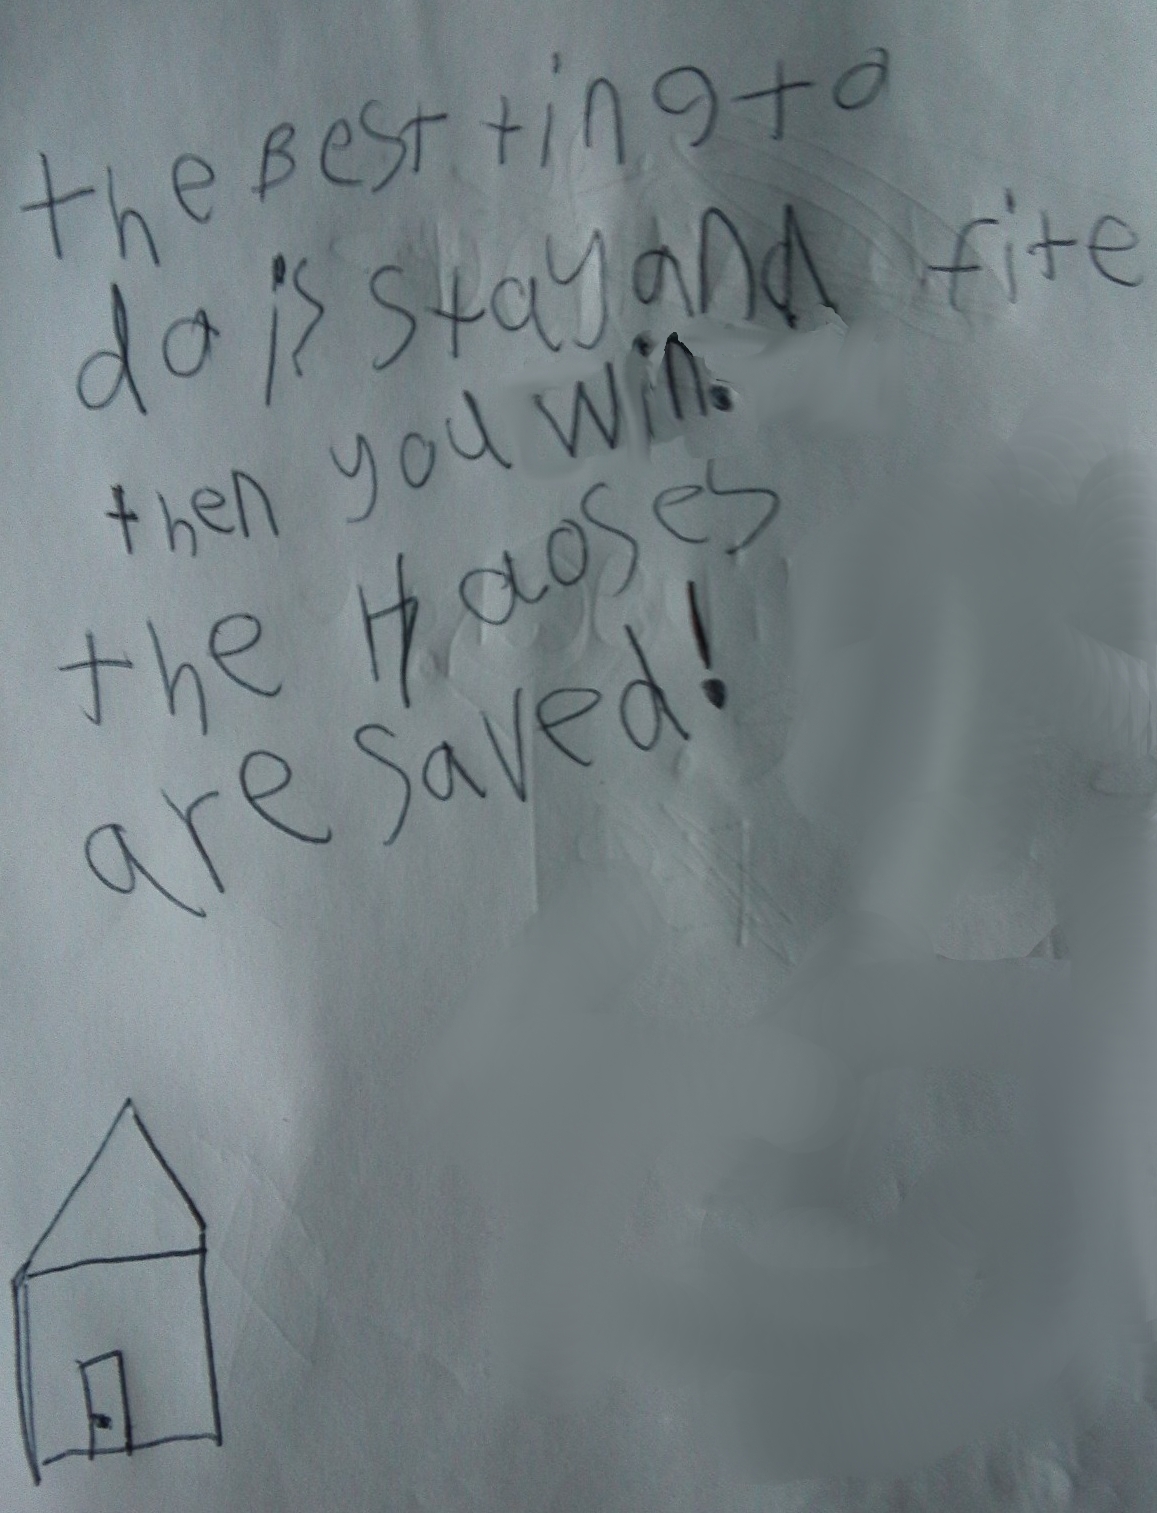 the Best ting to
do is stay and fite
then you win.
the Haoses
are saved!